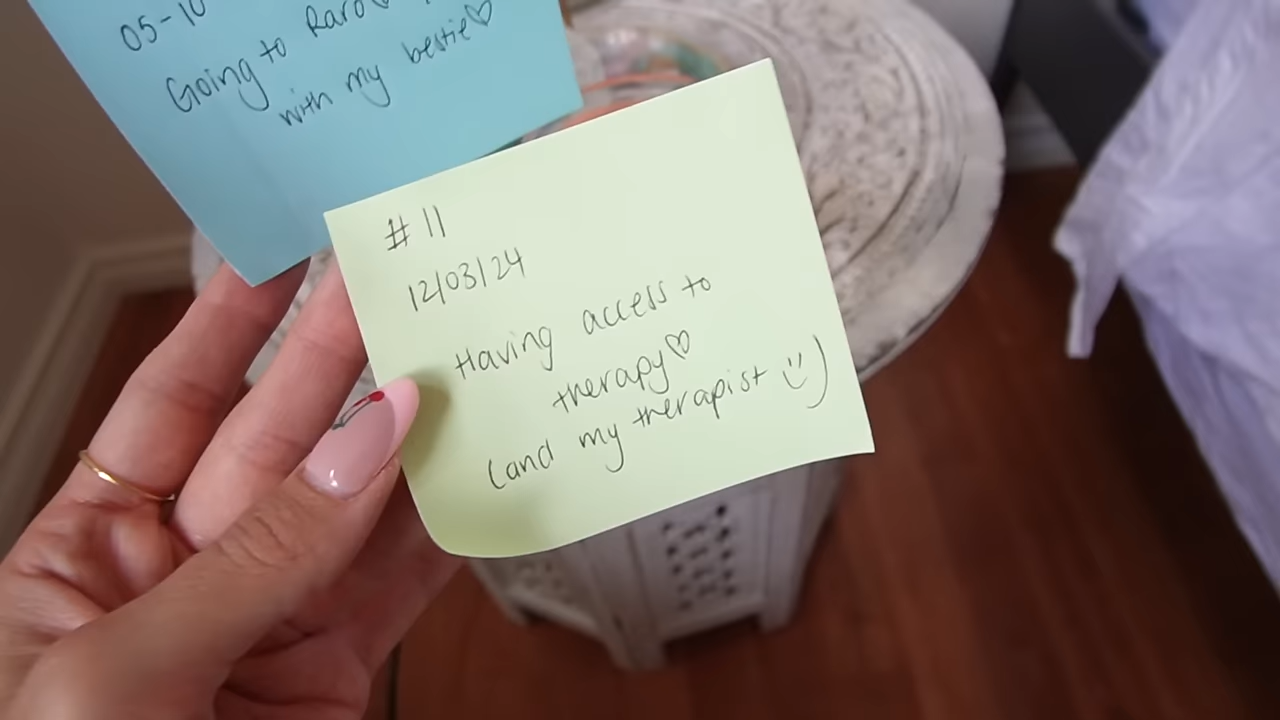 05-10
Going to Raro♡
with my bestie♡
# 11
12/03/24
Having access to
therapy♡
(and my therapist :))